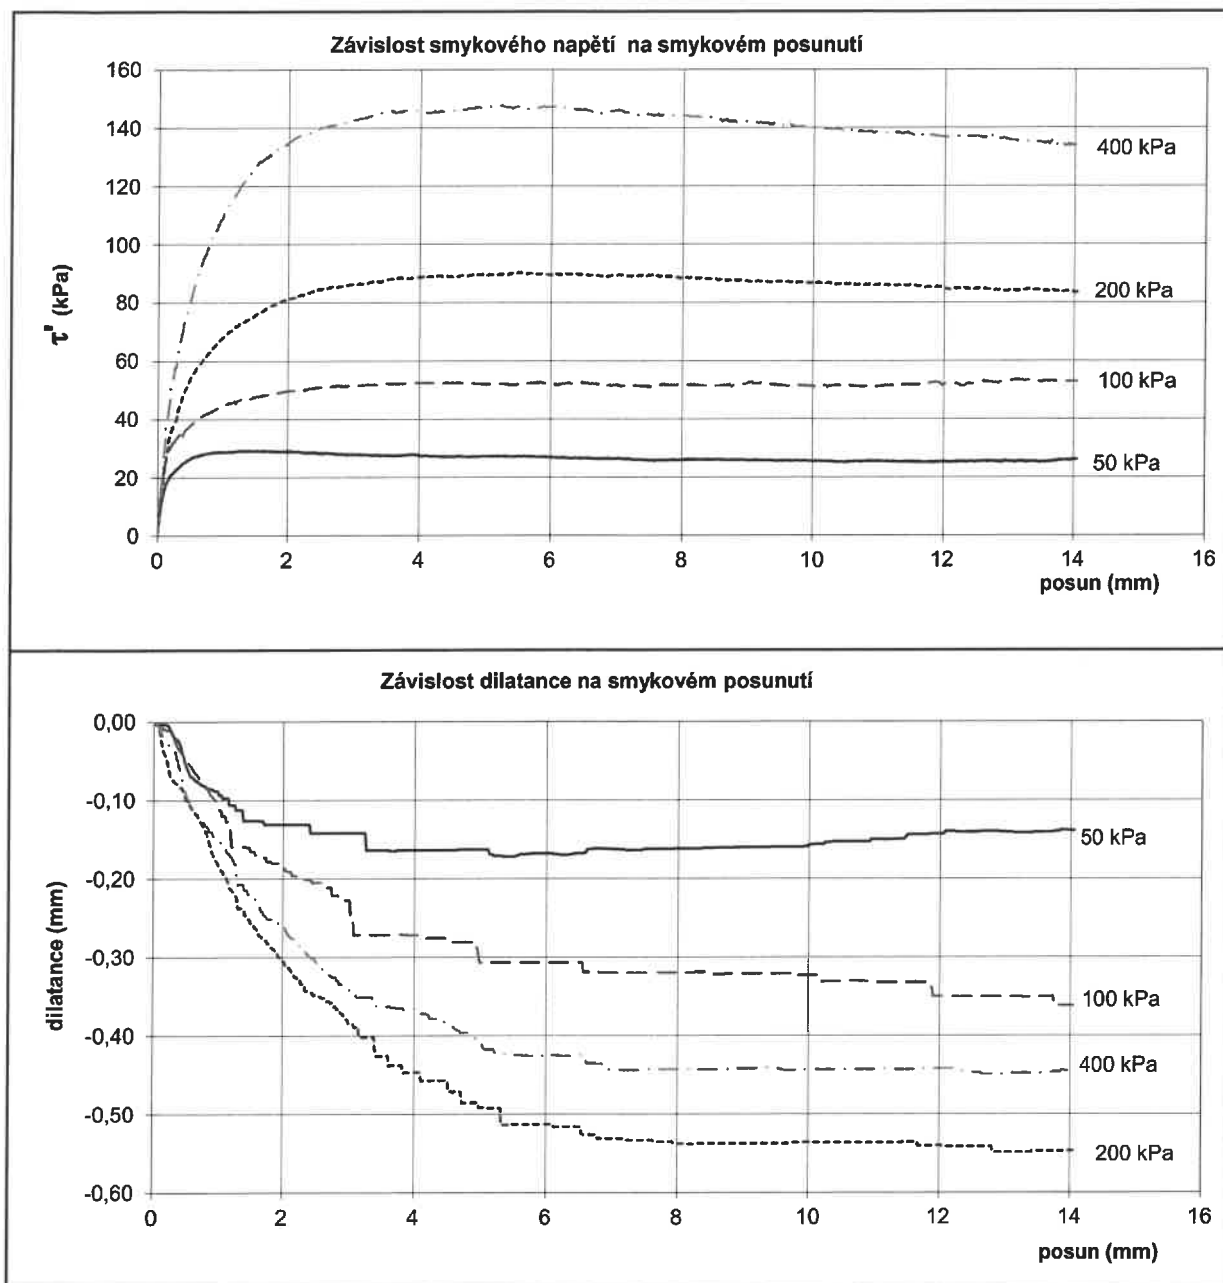 Závislost smykového napětí na smykovém posunutí
160
140
120
100
80
60
40
20
0
τ' (kPa)
400 kPa
200 kPa
100 kPa
50 kPa
0 2 4 6 8 10 12 14 16
posun (mm)
Závislost dilatance na smykovém posunutí
0,00
-0,10
-0,20
-0,30
-0,40
-0,50
-0,60
dilatance (mm)
50 kPa
100 kPa
400 kPa
200 kPa
0 2 4 6 8 10 12 14 16
posun (mm)